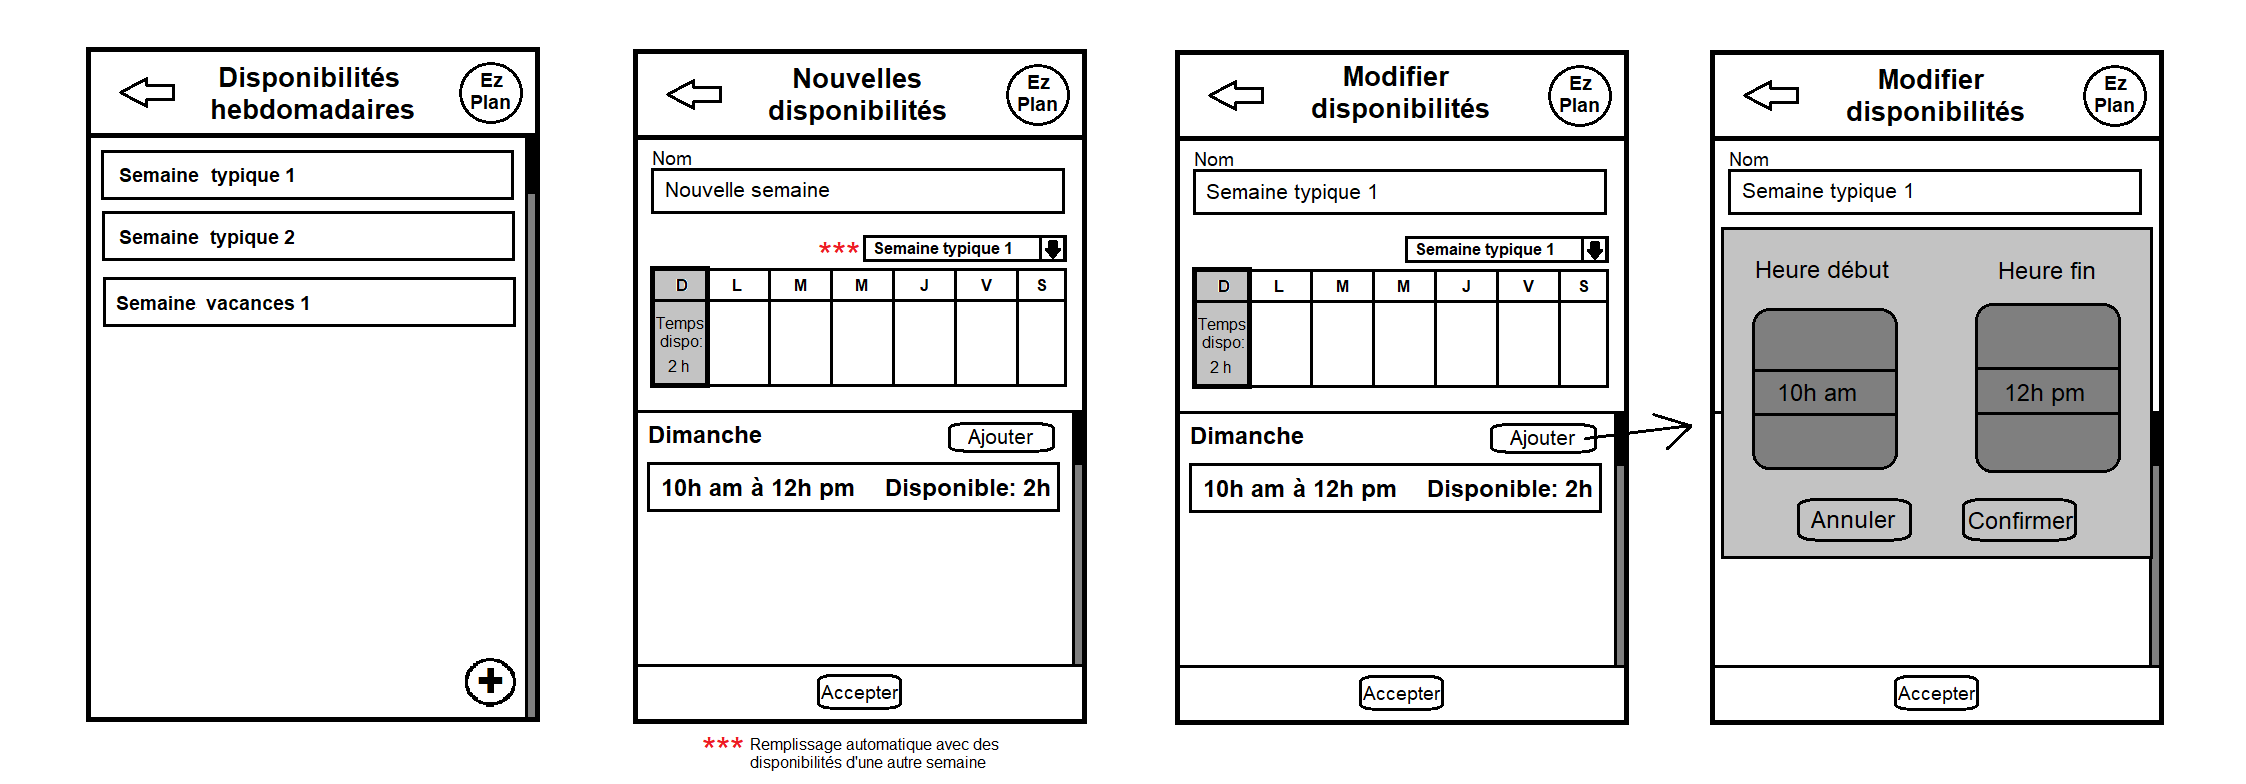 Disponibilités
hebdomadaires
Ez
Plan
Semaine typique 1
Semaine typique 2
Semaine vacances 1
Nouvelles
disponibilités
Ez
Plan
Nom
Nouvelle semaine
*** Semaine typique 1
D L M M J V S
Temps
dispo:
2 h
Dimanche Ajouter
10h am à 12h pm Disponible: 2h
Accepter
*** Remplissage automatique avec des
disponibilités d'une autre semaine
Modifier
disponibilités
Ez
Plan
Nom
Semaine typique 1
Semaine typique 1
D L M M J V S
Temps
dispo:
2 h
Dimanche Ajouter
10h am à 12h pm Disponible: 2h
Accepter
Modifier
disponibilités
Ez
Plan
Nom
Semaine typique 1
Heure début Heure fin
10h am 12h pm
Annuler Confirmer
Accepter